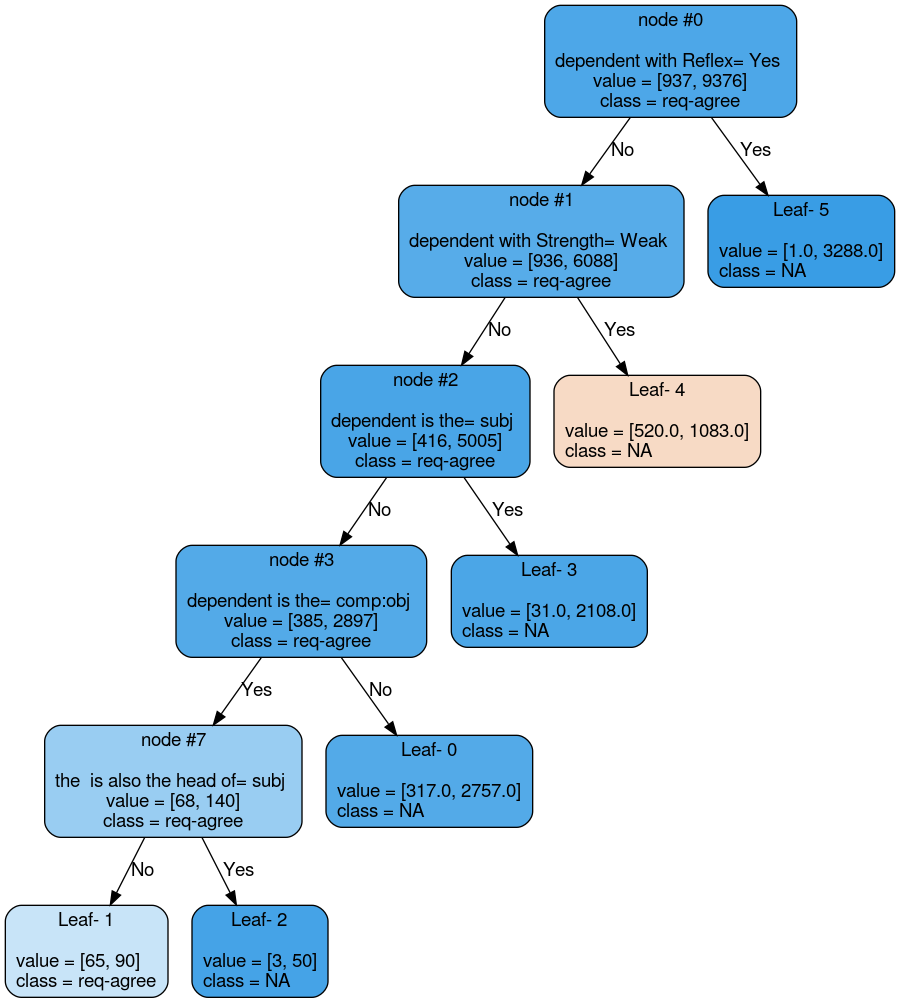 node #0
dependent with Reflex= Yes
value = [937, 9376]
class = req-agree
No
Yes
node #1
dependent with Strength= Weak
value = [936, 6088]
class = req-agree
Leaf- 5
value = [1.0, 3288.0]
class = NA
No
Yes
node #2
dependent is the= subj
value = [416, 5005]
class = req-agree
Leaf- 4
value = [520.0, 1083.0]
class = NA
No
Yes
node #3
dependent is the= comp:obj
value = [385, 2897]
class = req-agree
Leaf- 3
value = [31.0, 2108.0]
class = NA
Yes
No
node #7
the  is also the head of= subj
value = [68, 140]
class = req-agree
Leaf- 0
value = [317.0, 2757.0]
class = NA
No
Yes
Leaf- 1
value = [65, 90]
class = req-agree
Leaf- 2
value = [3, 50]
class = NA